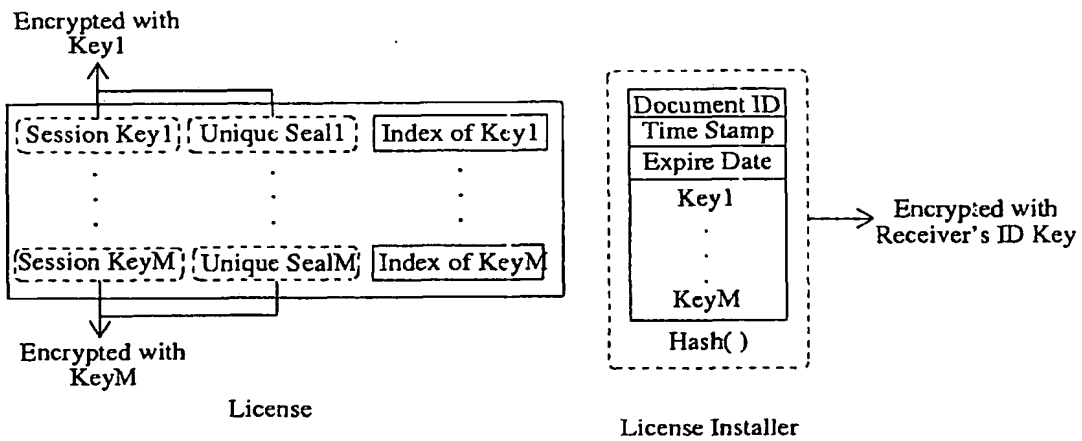 Encrypted with
Key1
Session Key1 Unique Seal1 Index of Key1
Session KeyM Unique SealM Index of KeyM
Encrypted with
KeyM
License
Document ID
Time Stamp
Expire Date
Key1
KeyM
Hash( )
Encrypted with
Receiver's ID Key
License Installer